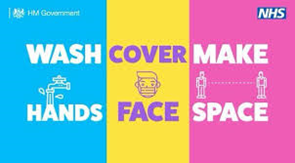 HM Government
NHS
WASH COVER MAKE
HANDS FACE SPACE